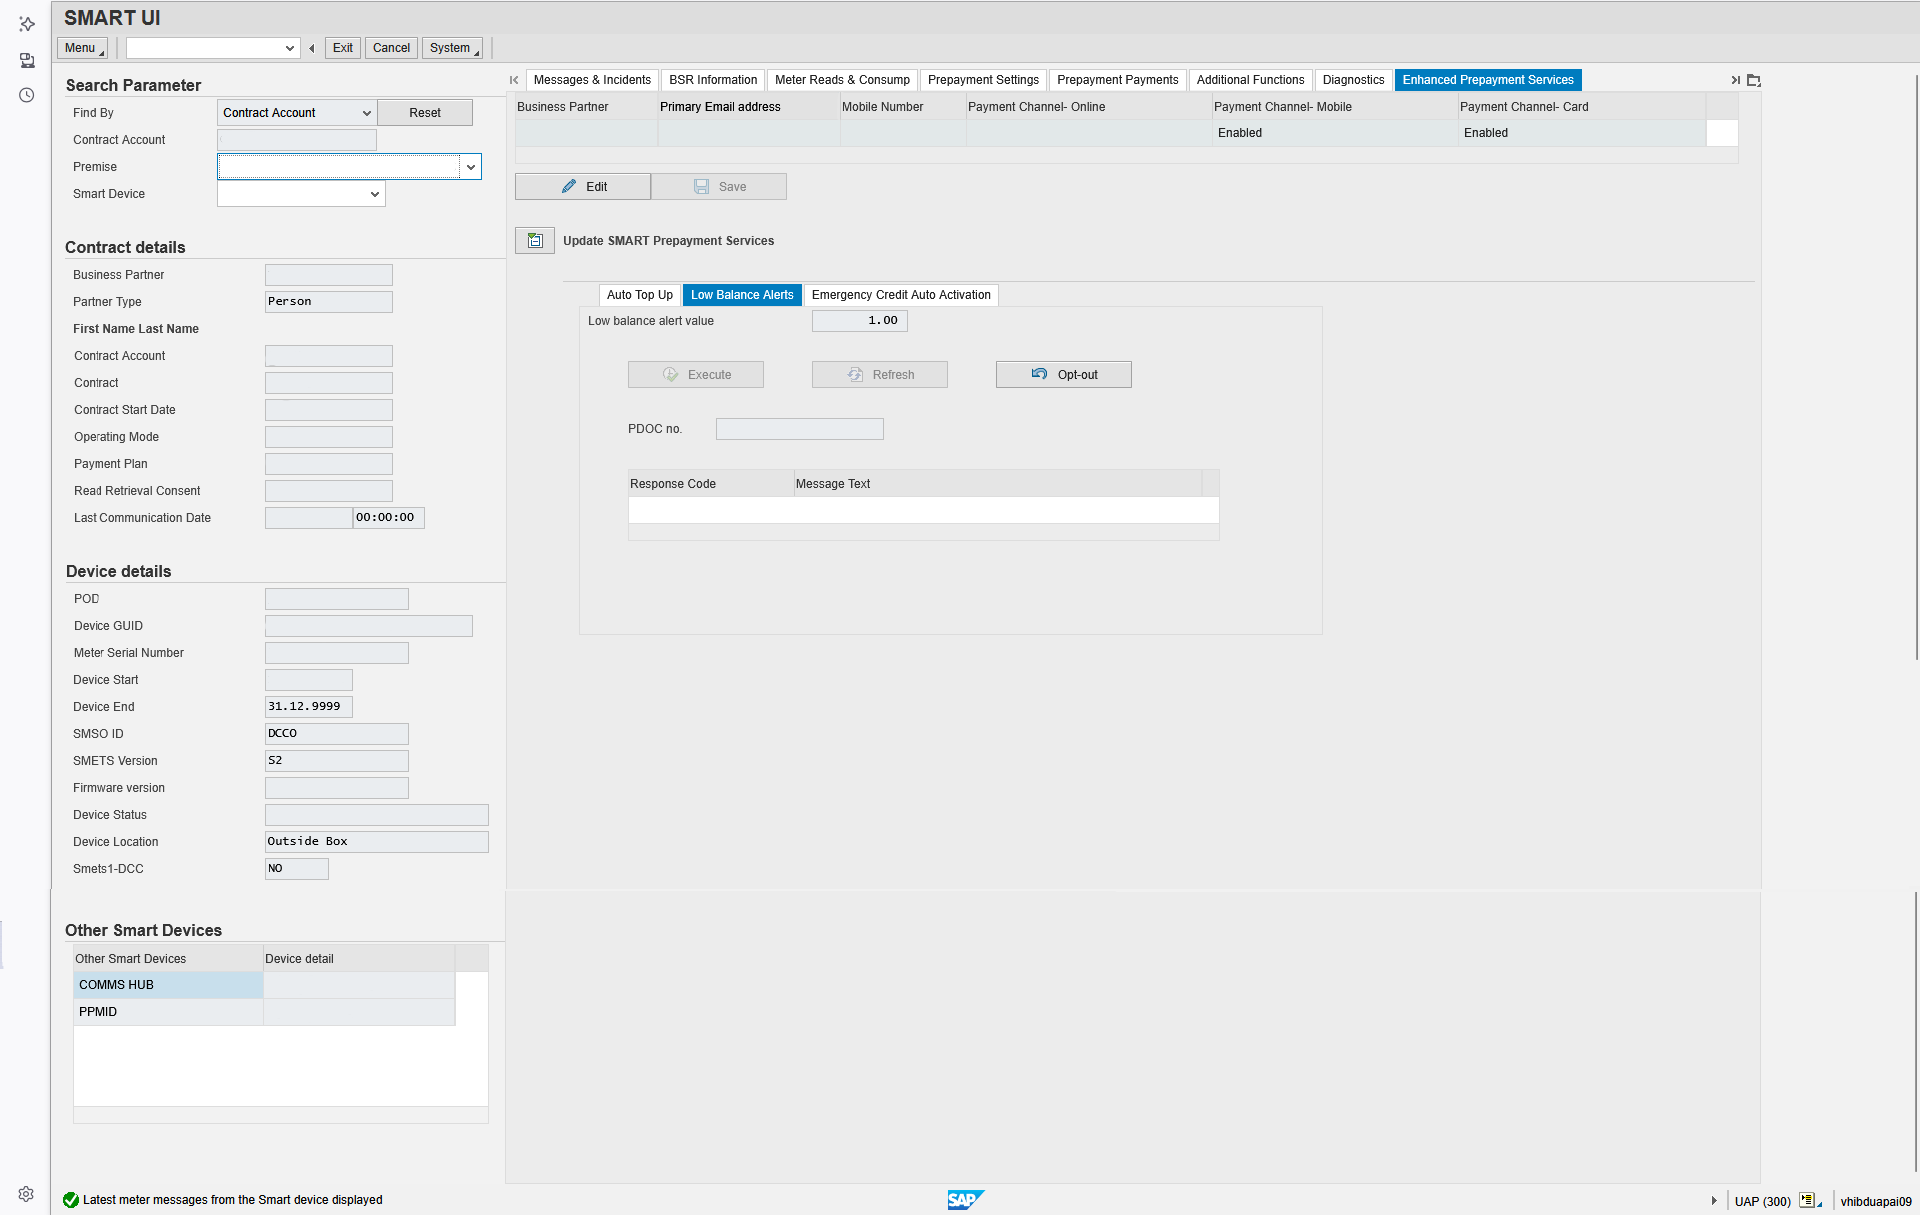 SMART UI
Menu
Exit
Cancel
System
Search Parameter
Find By
Contract Account
Reset
Contract Account
Premise
Smart Device
Contract details
Business Partner
Partner Type
Person
First Name Last Name
Contract Account
Contract
Contract Start Date
Operating Mode
Payment Plan
Read Retrieval Consent
Last Communication Date
00:00:00
Device details
POD
Device GUID
Meter Serial Number
Device Start
Device End
31.12.9999
SMSO ID
DCCO
SMETS Version
S2
Firmware version
Device Status
Device Location
Outside Box
Smets1-DCC
NO
Other Smart Devices
Other Smart Devices
Device detail
COMMS HUB
PPMID
Messages & Incidents
BSR Information
Meter Reads & Consump
Prepayment Settings
Prepayment Payments
Additional Functions
Diagnostics
Enhanced Prepayment Services
Business Partner
Primary Email address
Mobile Number
Payment Channel- Online
Payment Channel- Mobile
Payment Channel- Card
Enabled
Enabled
Edit
Save
Update SMART Prepayment Services
Auto Top Up
Low Balance Alerts
Emergency Credit Auto Activation
Low balance alert value
1.00
Execute
Refresh
Opt-out
PDOC no.
Response Code
Message Text
Latest meter messages from the Smart device displayed
SAP
UAP (300)
vhibduapai09